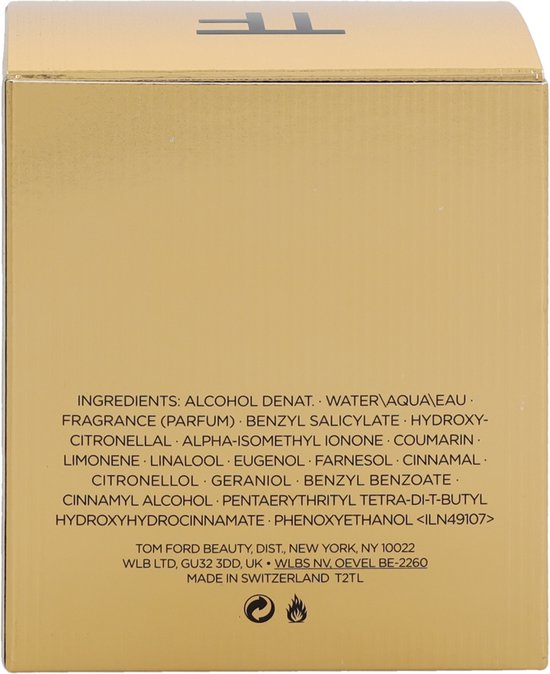 TF
INGREDIENTS: ALCOHOL DENAT. · WATER\AQUA\EAU ·
FRAGRANCE (PARFUM) · BENZYL SALICYLATE · HYDROXY-
CITRONELLAL · ALPHA-ISOMETHYL IONONE · COUMARIN ·
LIMONENE · LINALOOL · EUGENOL · FARNESOL · CINNAMAL ·
CITRONELLOL · GERANIOL · BENZYL BENZOATE ·
CINNAMYL ALCOHOL · PENTAERYTHRITYL TETRA-DI-T-BUTYL
HYDROXYHYDROCINNAMATE · PHENOXYETHANOL <ILN49107>
TOM FORD BEAUTY, DIST., NEW YORK, NY 10022
WLB LTD, GU32 3DD, UK • WLBS NV, OEVEL BE-2260
MADE IN SWITZERLAND T2TL